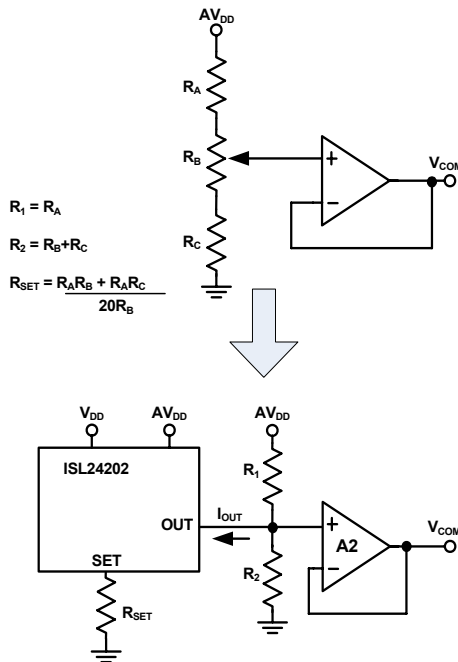 AVDD
RA
RB
RC
+
−
VCOM
R1 = RA
R2 = RB+RC
RSET = RARB + RARC
20RB
VDD
AVDD
AVDD
ISL24202
R1
OUT
IOUT
+
−
A2
VCOM
SET
R2
RSET